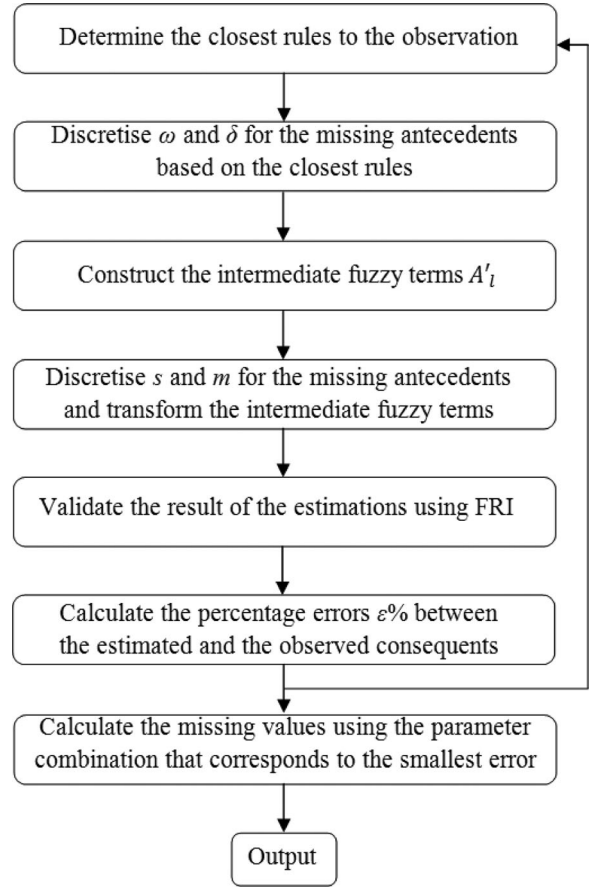 Determine the closest rules to the observation
Discretise ω and δ for the missing antecedents
based on the closest rules
Construct the intermediate fuzzy terms A′ₗ
Discretise s and m for the missing antecedents
and transform the intermediate fuzzy terms
Validate the result of the estimations using FRI
Calculate the percentage errors ε% between
the estimated and the observed consequents
Calculate the missing values using the parameter
combination that corresponds to the smallest error
Output